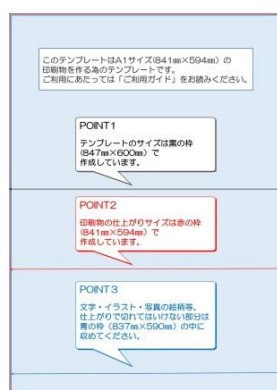 このテンプレートはA1サイズ(841㎜×594㎜)の
印刷物を作る為のテンプレートです。
ご利用にあたっては「ご利用ガイド」をお読みください。
POINT1
テンプレートのサイズは黒の枠
(847㎜×600㎜)で
作成しています。
POINT2
印刷物の仕上がりサイズは赤の枠
(841㎜×594㎜)で
作成しています。
POINT3
文字・イラスト・写真の絵柄等、
仕上がりで切れてはいけない部分は
青の枠(837㎜×590㎜)の中に
収めてください。